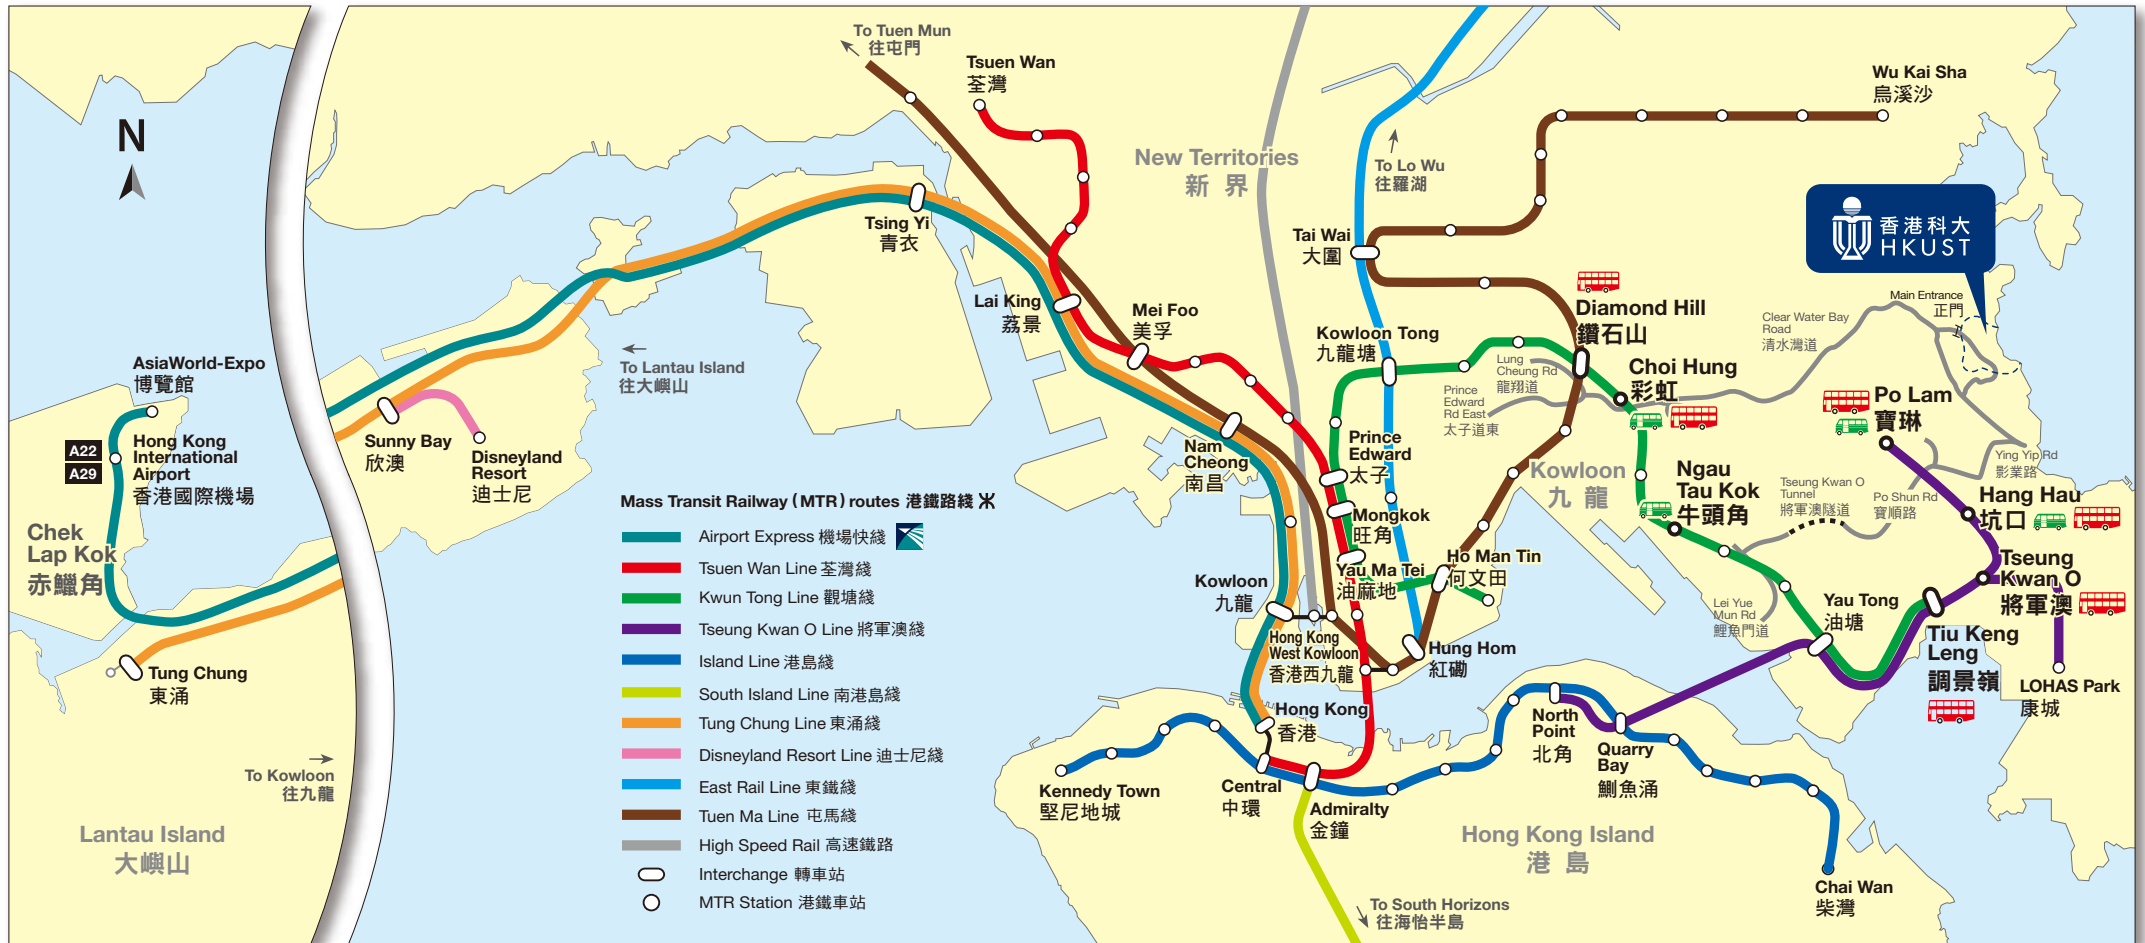 To Tuen Mun
往屯門
Tsuen Wan
荃灣
Wu Kai Sha
烏溪沙
N
New Territories
新界
To Lo Wu
往羅湖
香港科大
HKUST
Tsing Yi
青衣
Tai Wai
大圍
Lai King
荔景
Mei Foo
美孚
Diamond Hill
鑽石山
Main Entrance
正門
Clear Water Bay
Road
清水灣道
Kowloon Tong
九龍塘
Lung
Cheung Rd
龍翔道
Choi Hung
彩虹
Prince
Edward
Rd East
太子道東
AsiaWorld-Expo
博覽館
To Lantau Island
往大嶼山
Po Lam
寶琳
A22
A29
Hong Kong
International
Airport
香港國際機場
Sunny Bay
欣澳
Disneyland
Resort
迪士尼
Nam
Cheong
南昌
Prince
Edward
太子
Kowloon
九龍
Ngau
Tau Kok
牛頭角
Tseung Kwan O
Tunnel
將軍澳隧道
Po Shun Rd
寶順路
Ying Yip Rd
影業路
Hang Hau
坑口
Chek
Lap Kok
赤鱲角
Mongkok
旺角
Yau Ma Tei
油麻地
Ho Man Tin
何文田
Tseung
Kwan O
將軍澳
Kowloon
九龍
Lei Yue
Mun Rd
鯉魚門道
Yau Tong
油塘
Tiu Keng
Leng
調景嶺
Hong Kong
West Kowloon
香港西九龍
Hung Hom
紅磡
LOHAS Park
康城
Tung Chung
東涌
Hong Kong
香港
North
Point
北角
Quarry
Bay
鰂魚涌
To Kowloon
往九龍
Kennedy Town
堅尼地城
Central
中環
Admiralty
金鐘
Lantau Island
大嶼山
Hong Kong Island
港島
Chai Wan
柴灣
To South Horizons
往海怡半島
Mass Transit Railway (MTR) routes 港鐵路綫
Airport Express 機場快綫
Tsuen Wan Line 荃灣綫
Kwun Tong Line 觀塘綫
Tseung Kwan O Line 將軍澳綫
Island Line 港島綫
South Island Line 南港島綫
Tung Chung Line 東涌綫
Disneyland Resort Line 迪士尼綫
East Rail Line 東鐵綫
Tuen Ma Line 屯馬綫
High Speed Rail 高速鐵路
Interchange 轉車站
MTR Station 港鐵車站